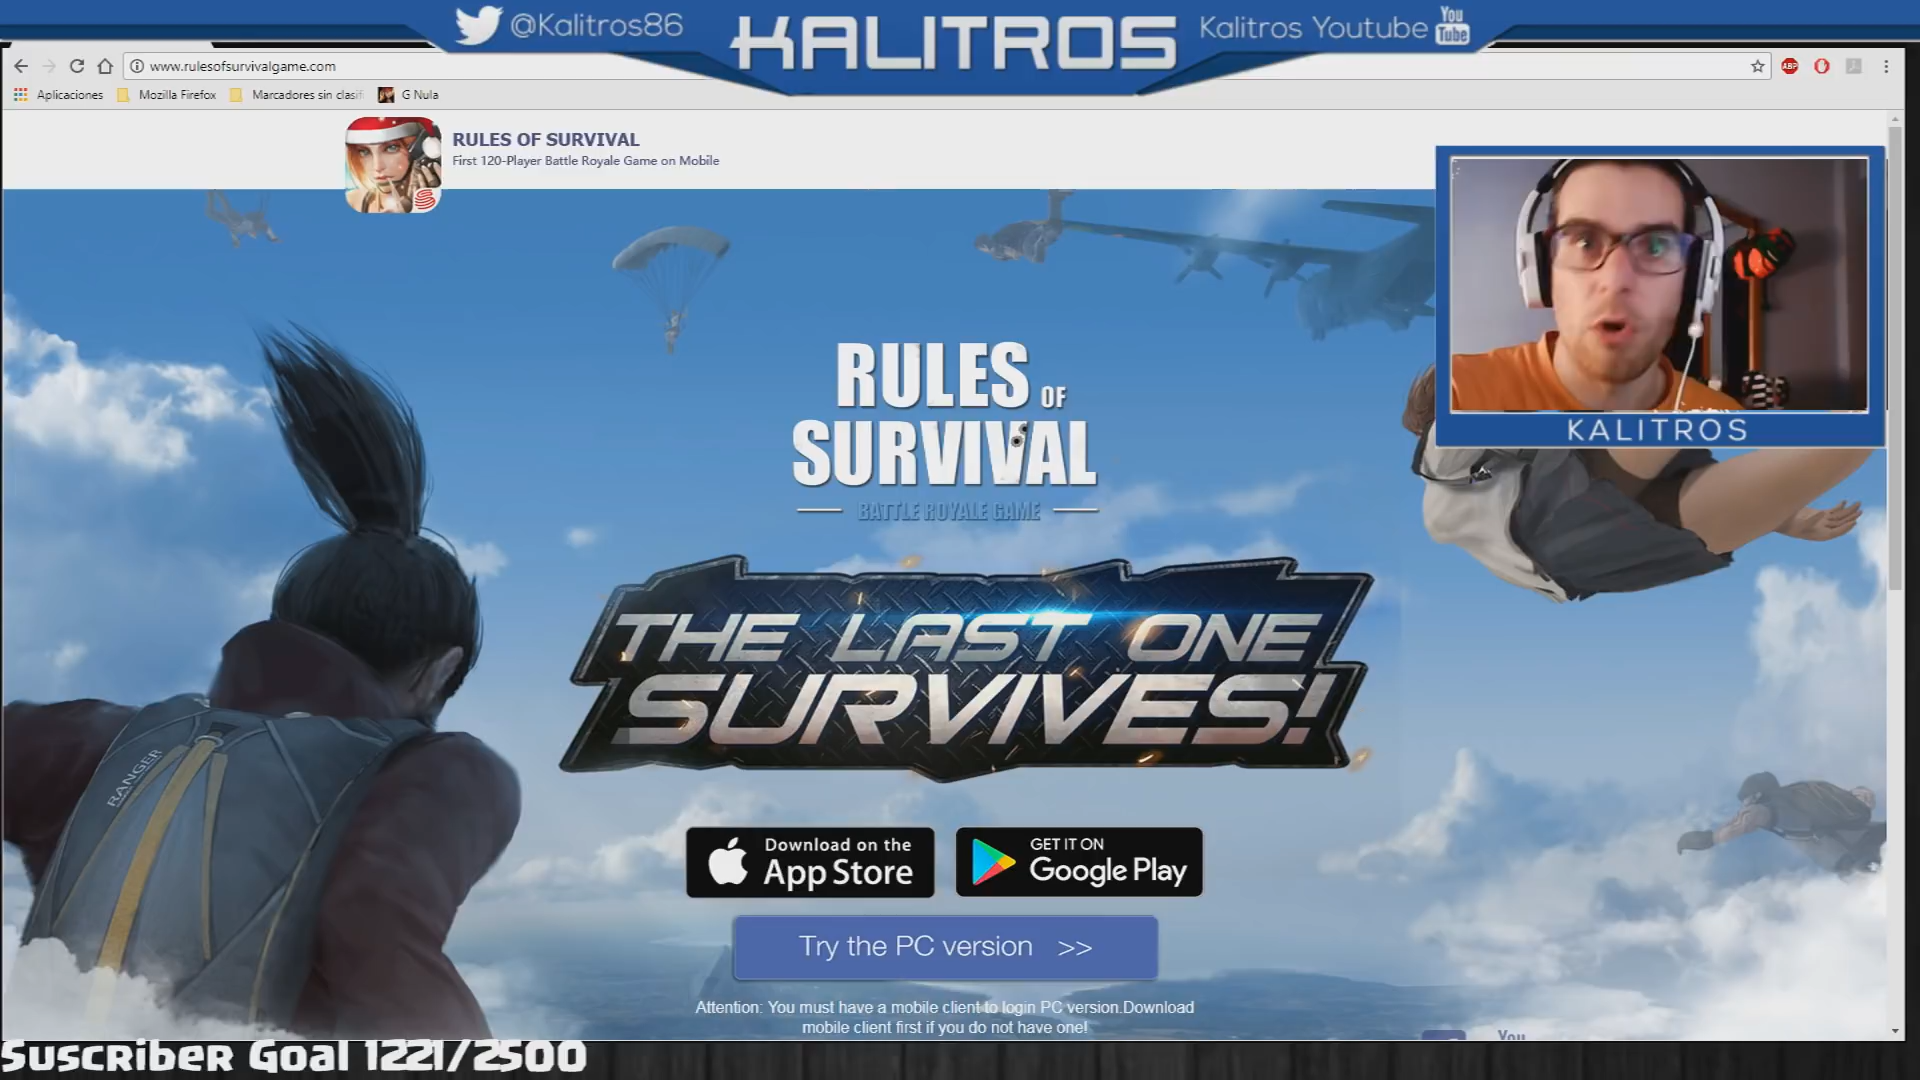 @Kalitros86
KALITROS
Kalitros Youtube
You
Tube
www.rulesofsurvivalgame.com
ABP
Aplicaciones
Mozilla Firefox
Marcadores sin clasif
G Nula
RULES OF SURVIVAL
First 120-Player Battle Royale Game on Mobile
KALITROS
RULES OF
SURVIVAL
BATTLE ROYALE GAME
THE LAST ONE
SURVIVES!
RANGER
Download on the
App Store
GET IT ON
Google Play
Try the PC version >>
Attention: You must have a mobile client to login PC version.Download
mobile client first if you do not have one!
You
Suscriber Goal 1221/2500